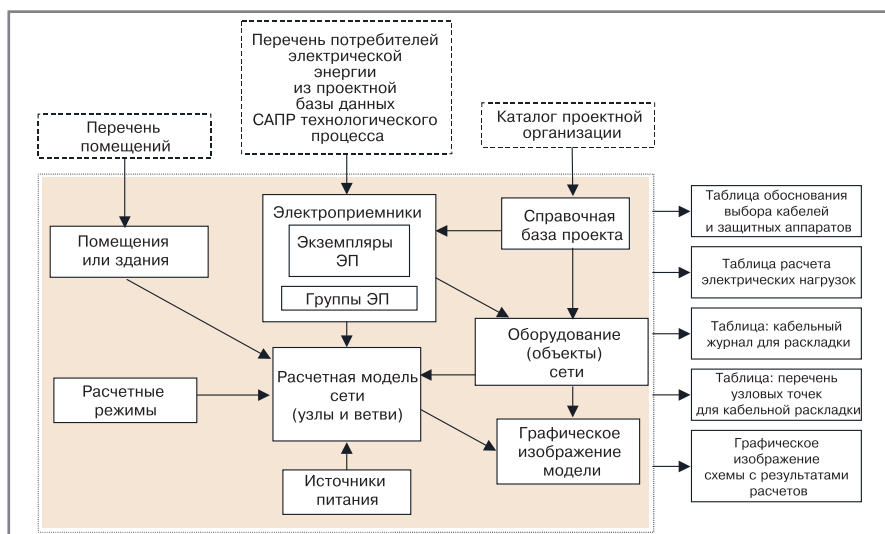 Перечень потребителей
электрической
энергии
из проектной
базы данных
САПР технологического
процесса
Перечень
помещений
Каталог проектной
организации
Помещения
или здания
Электроприемники
Экземпляры
ЭП
Группы ЭП
Справочная
база проекта
Оборудование
(объекты)
сети
Расчетные
режимы
Расчетная модель
сети
(узлы и ветви)
Графическое
изображение
модели
Источники
питания
Таблица обоснования
выбора кабелей
и защитных аппаратов
Таблица расчета
электрических нагрузок
Таблица: кабельный
журнал для раскладки
Таблица: перечень
узловых точек
для кабельной раскладки
Графическое
изображение
схемы с результатами
расчетов